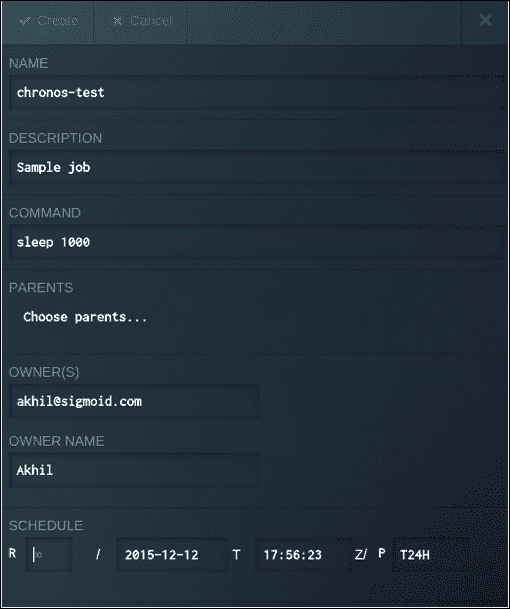 ✓ Create ✕ Cancel ✕
NAME
chronos-test
DESCRIPTION
Sample job
COMMAND
sleep 1000
PARENTS
Choose parents...
OWNER(S)
akhil@sigmoid.com
OWNER NAME
Akhil
SCHEDULE
R ∞ / 2015-12-12 T 17:56:23 Z/ P T24H